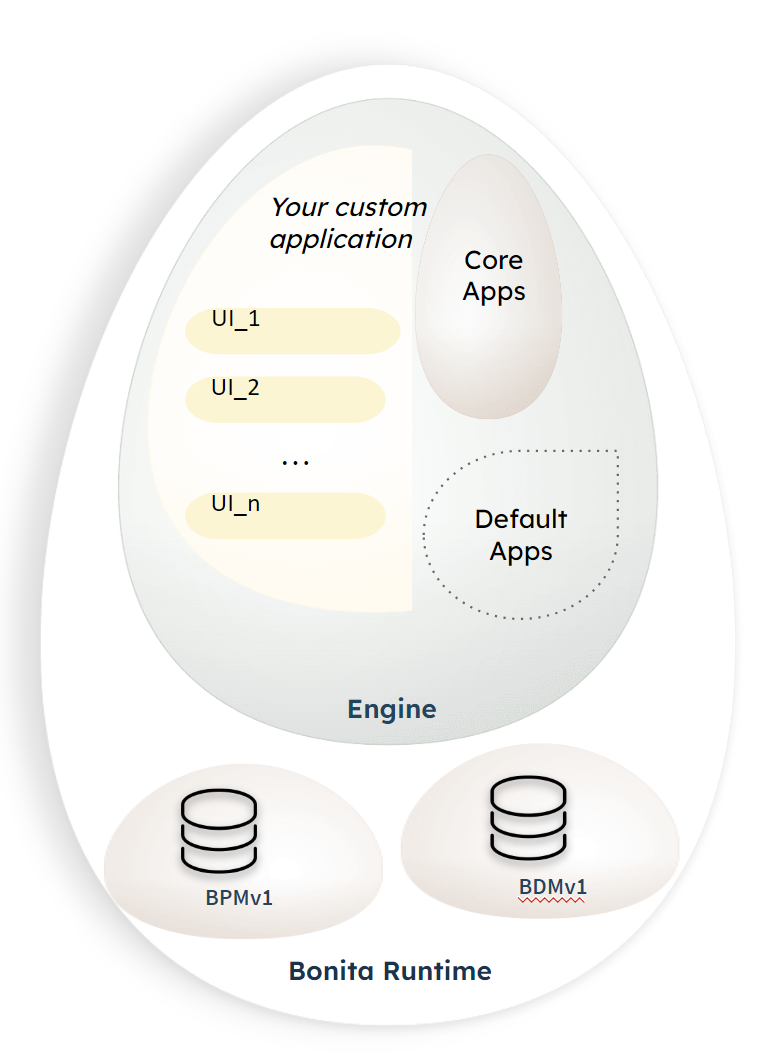 Your custom
application
Core
Apps
UI_1
UI_2
...
UI_n
Default
Apps
Engine
BPMv1
BDMv1
Bonita Runtime